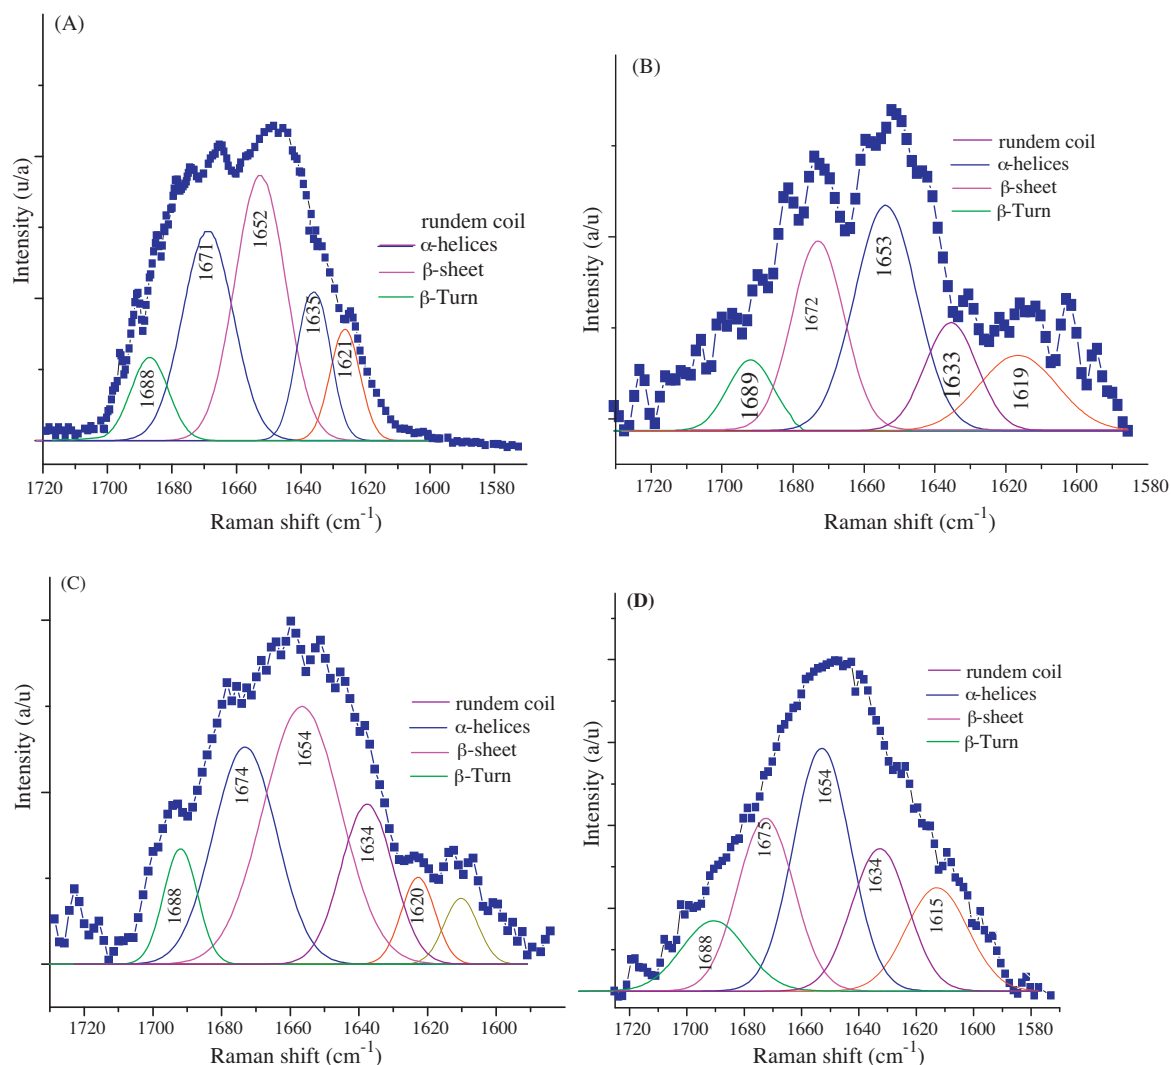 (A)
Intensity (u/a)
1688
1671
1652
1635
1621
rundem coil
α-helices
β-sheet
β-Turn
1720 1700 1680 1660 1640 1620 1600 1580
Raman shift (cm-1)
(B)
Intensity (a/u)
1689
1672
1653
1633
1619
rundem coil
α-helices
β-sheet
β-Turn
1720 1700 1680 1660 1640 1620 1600 1580
Raman shift (cm-1)
(C)
Intensity (a/u)
1688
1674
1654
1634
1620
rundem coil
α-helices
β-sheet
β-Turn
1720 1700 1680 1660 1640 1620 1600
Raman shift (cm-1)
(D)
Intensity (a/u)
1688
1675
1654
1634
1615
rundem coil
α-helices
β-sheet
β-Turn
1720 1700 1680 1660 1640 1620 1600 1580
Raman shift (cm-1)